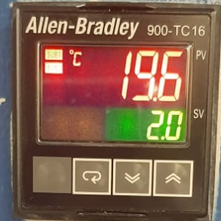 Allen-Bradley 900-TC16
°C 19.6 PV
2.0 SV